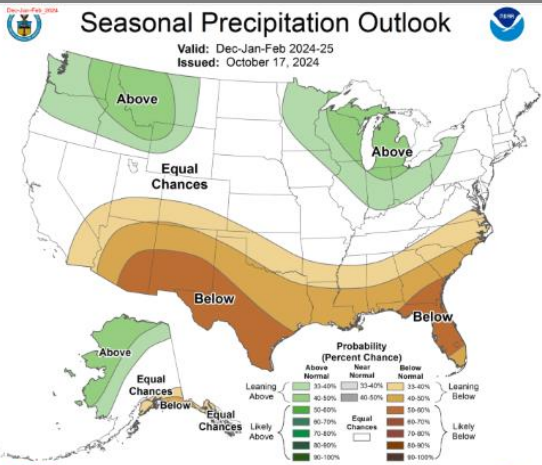 Dec-Jan-Feb_2024
Seasonal Precipitation Outlook
Valid: Dec-Jan-Feb 2024-25
Issued: October 17, 2024
Above
Above
Equal
Chances
Below
Below
Above
Equal
Chances
Below
Equal
Chances
Probability
(Percent Chance)
Above
Normal
Near
Normal
Below
Normal
Leaning
Above
33-40%
40-50%
33-40%
40-50%
33-40%
40-50%
Leaning
Below
Likely
Above
50-60%
60-70%
70-80%
80-90%
90-100%
Equal
Chances
50-60%
60-70%
70-80%
80-90%
90-100%
Likely
Below